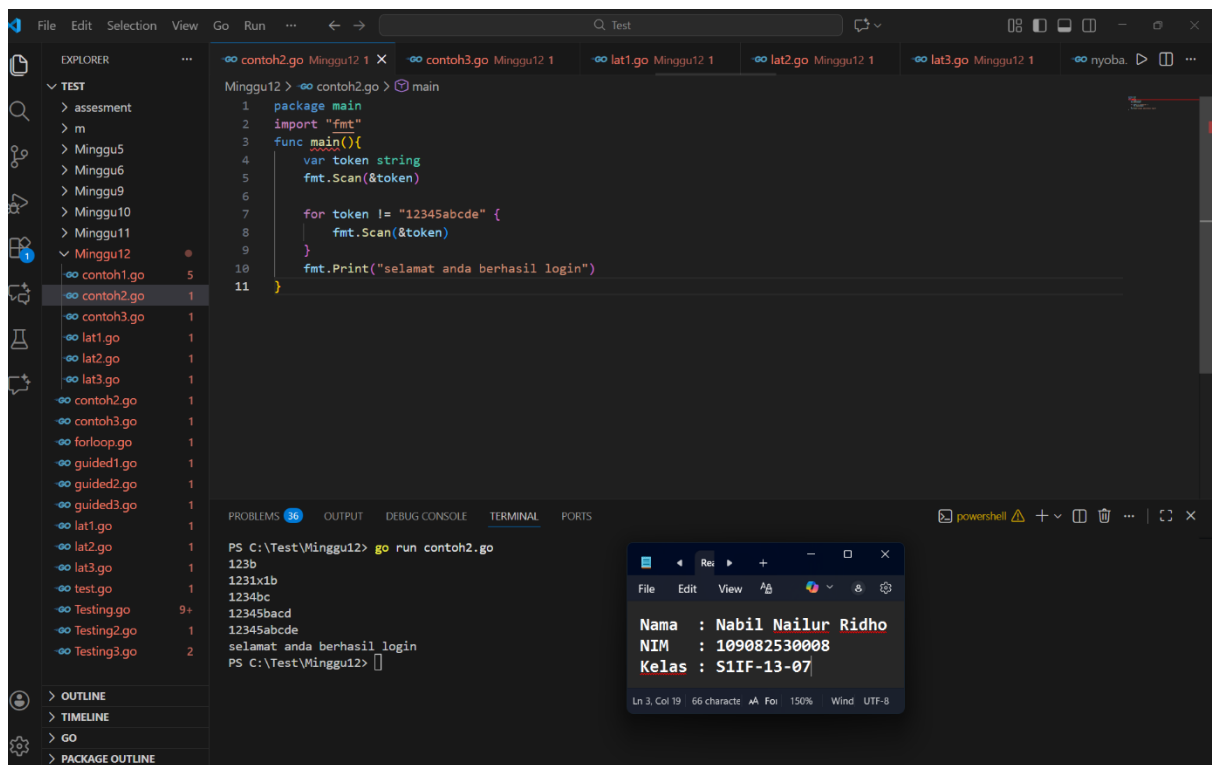 File Edit Selection View Go Run ··· Test
EXPLORER ···
TEST
assesment
m
Minggu5
Minggu6
Minggu9
Minggu10
Minggu11
Minggu12
contoh1.go 5
contoh2.go 1
contoh3.go 1
lat1.go 1
lat2.go 1
lat3.go 1
contoh2.go 1
contoh3.go 1
forloop.go 1
guided1.go 1
guided2.go 1
guided3.go 1
lat1.go 1
lat2.go 1
lat3.go 1
test.go 1
Testing.go 9+
Testing2.go 1
Testing3.go 2
OUTLINE
TIMELINE
GO
PACKAGE OUTLINE
1
contoh2.go Minggu12 1 contoh3.go Minggu12 1 lat1.go Minggu12 1 lat2.go Minggu12 1 lat3.go Minggu12 1 nyoba. ···
Minggu12 > contoh2.go > main
1 package main
2 import "fmt"
3 func main(){
4 var token string
5 fmt.Scan(&token)
6
7 for token != "12345abcde" {
8 fmt.Scan(&token)
9 }
10 fmt.Print("selamat anda berhasil login")
11 }
PROBLEMS 36 OUTPUT DEBUG CONSOLE TERMINAL PORTS powershell ···
PS C:\Test\Minggu12> go run contoh2.go
123b
1231x1b
1234bc
12345bacd
12345abcde
selamat anda berhasil login
PS C:\Test\Minggu12>
Rea
File Edit View
Nama : Nabil Nailur Ridho
NIM : 109082530008
Kelas : S1IF-13-07
Ln 3, Col 19 66 characte For 150% Wind UTF-8